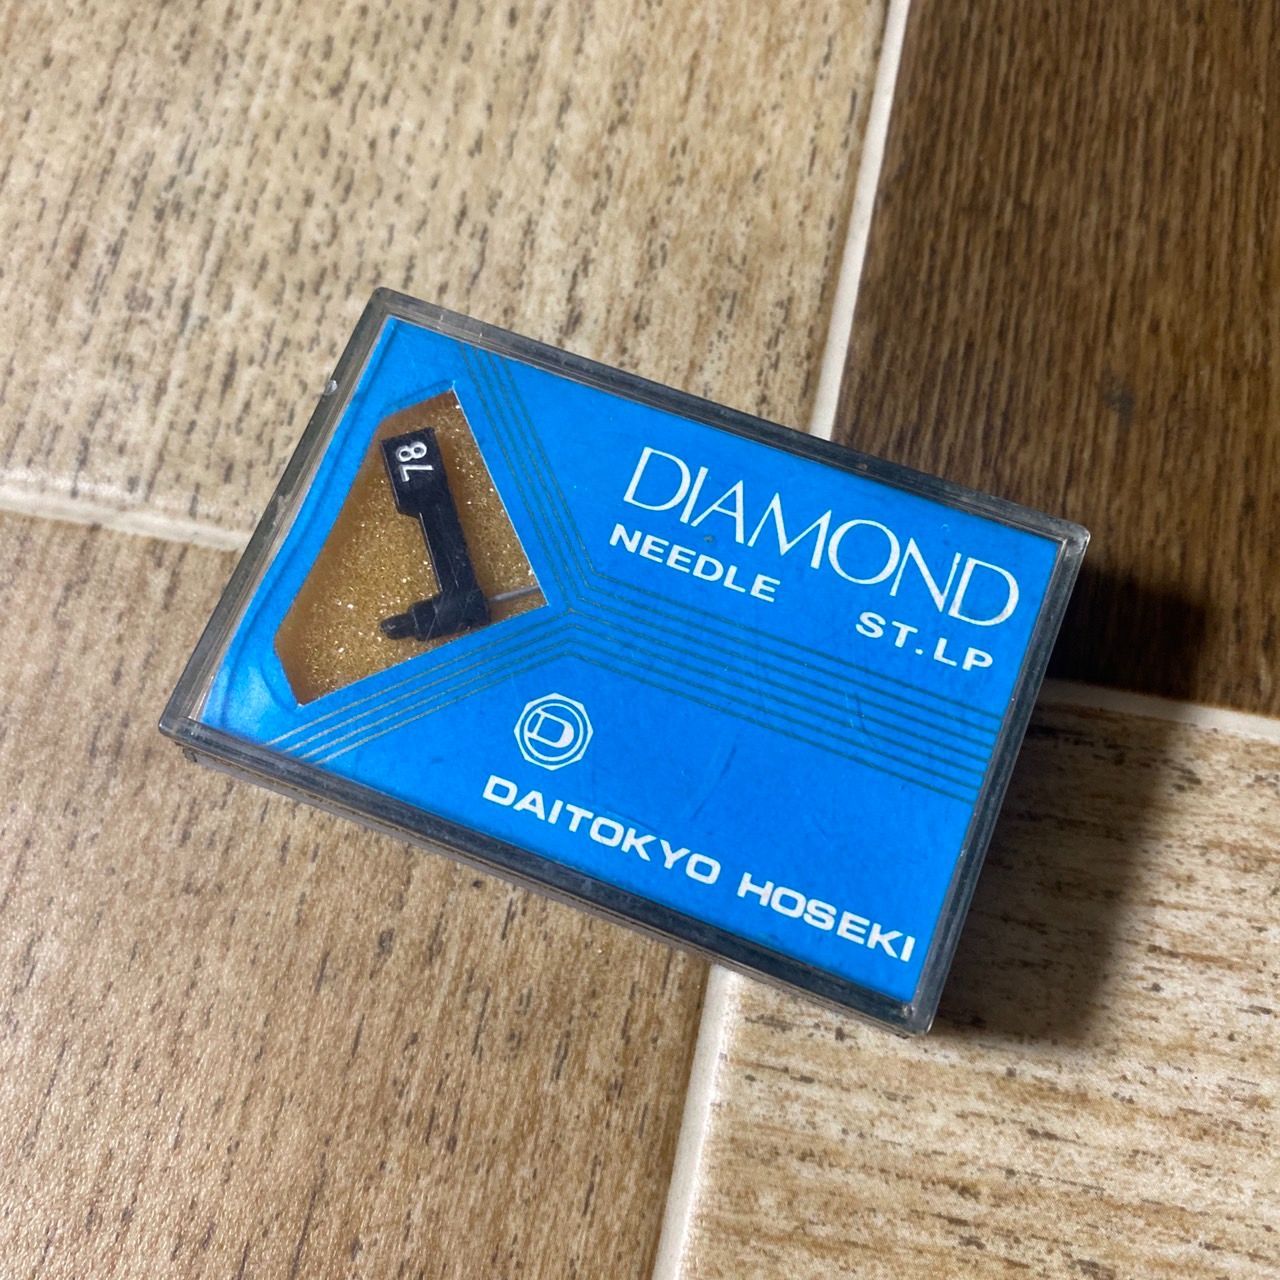 78
DIAMOND
NEEDLE
ST. LP
D
DAITOKYO HOSEKI